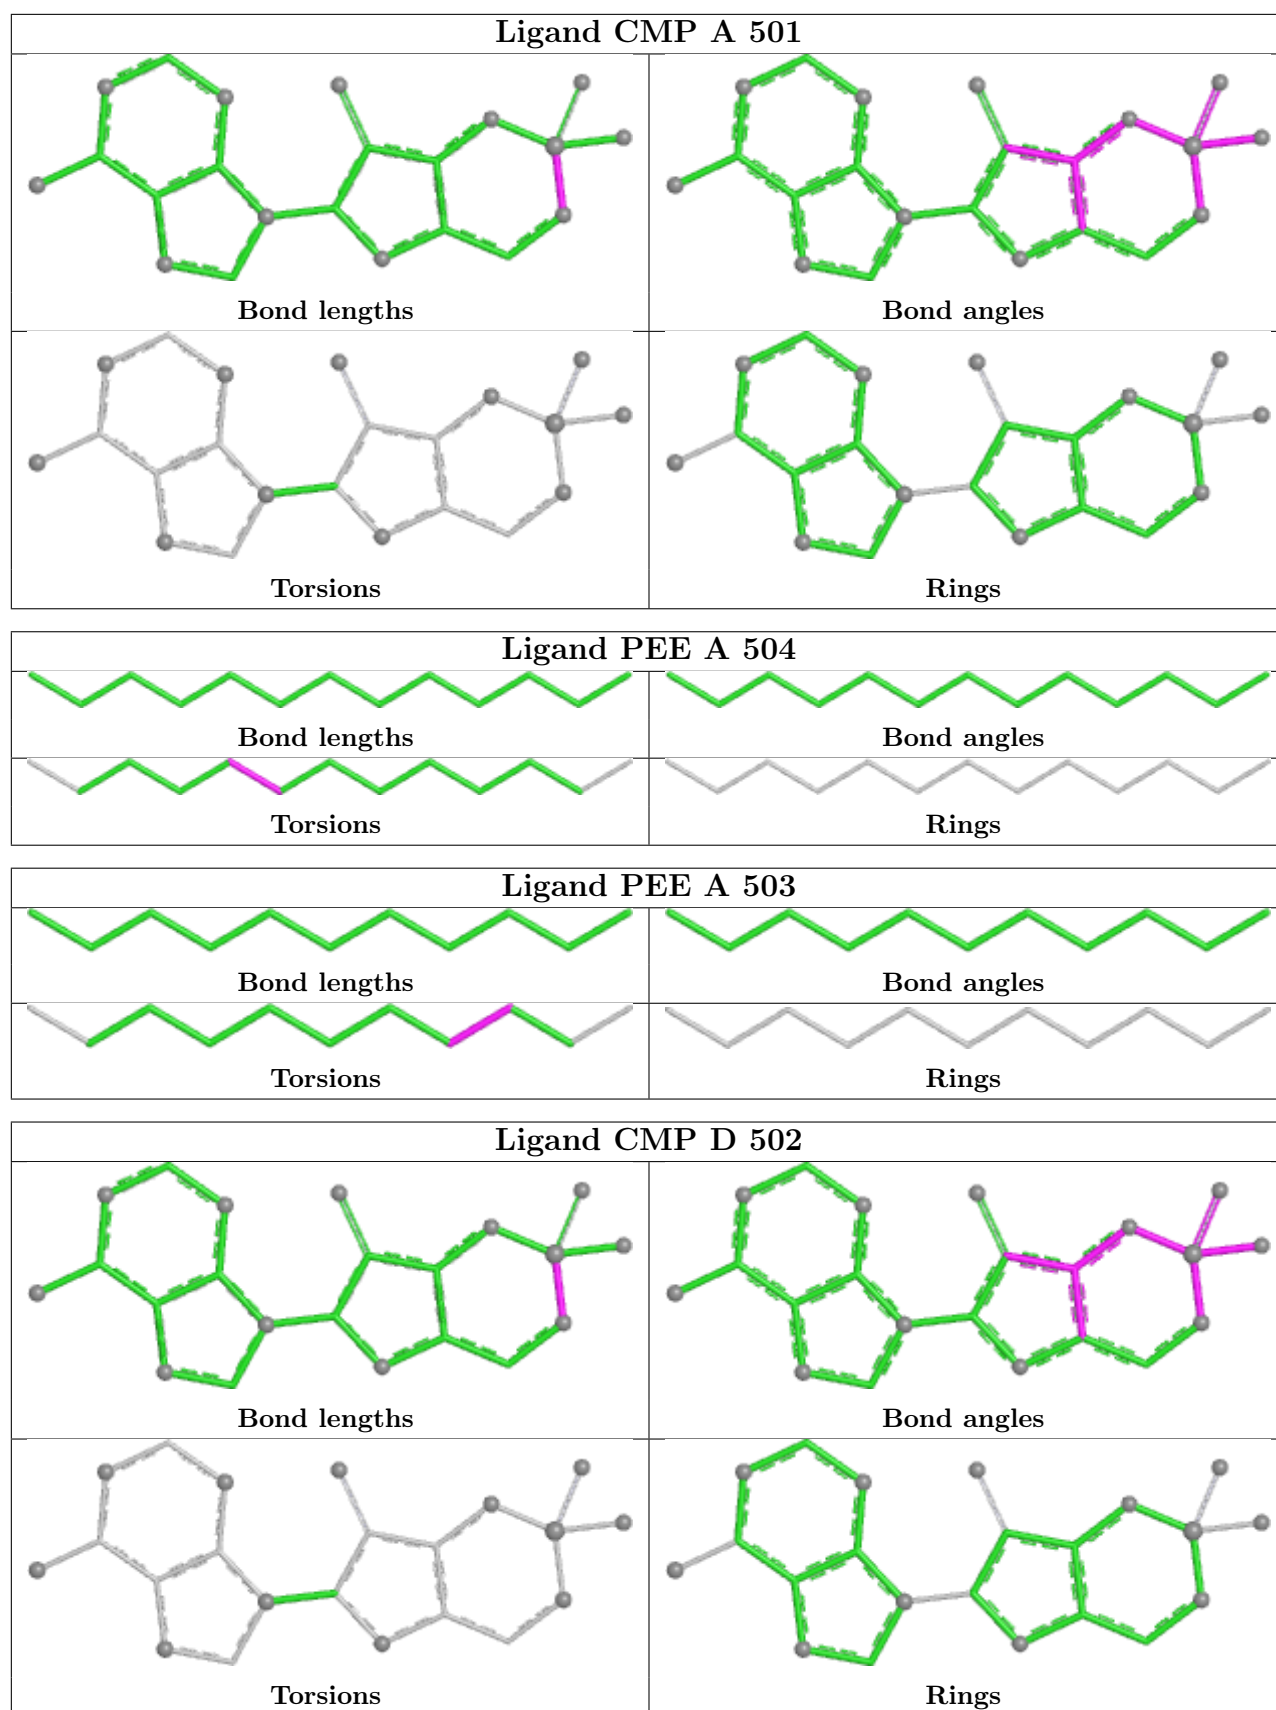 Ligand CMP A 501
Bond lengths
Bond angles
Torsions
Rings
Ligand PEE A 504
Bond lengths
Bond angles
Torsions
Rings
Ligand PEE A 503
Bond lengths
Bond angles
Torsions
Rings
Ligand CMP D 502
Bond lengths
Bond angles
Torsions
Rings